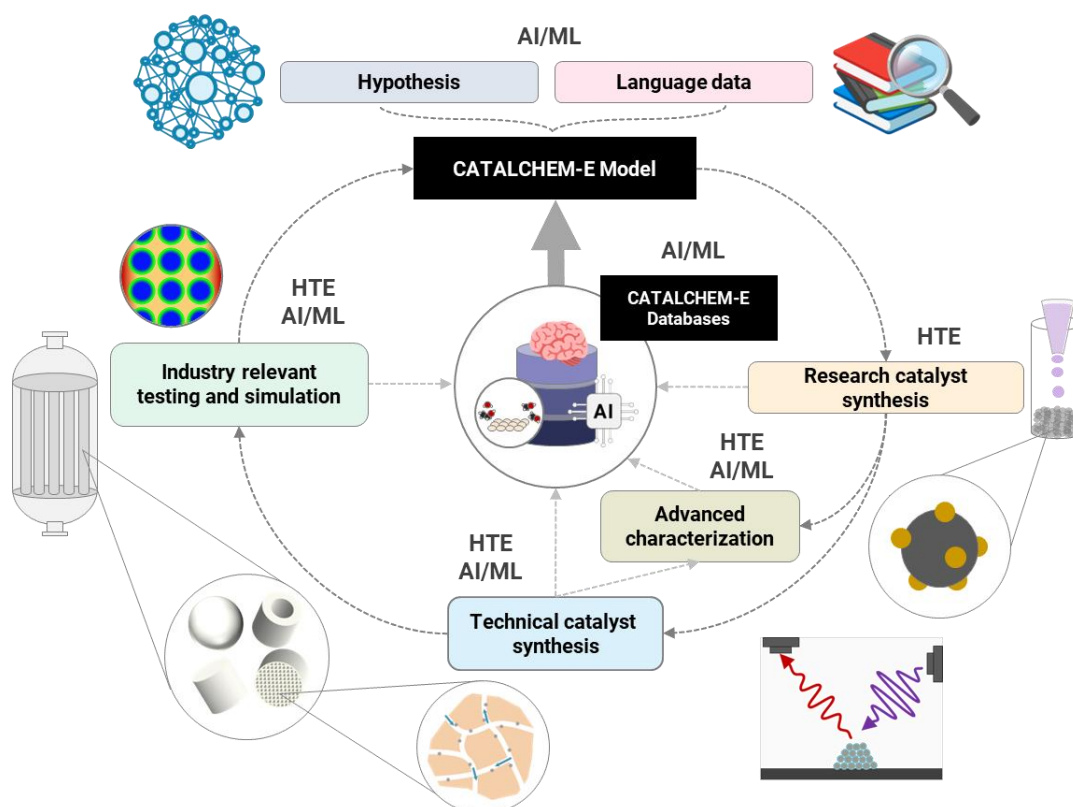 AI/ML
Hypothesis
Language data
CATALCHEM-E Model
AI/ML
CATALCHEM-E
Databases
HTE
AI/ML
HTE
Industry relevant
testing and simulation
Research catalyst
synthesis
AI
HTE
AI/ML
Advanced
characterization
HTE
AI/ML
Technical catalyst
synthesis